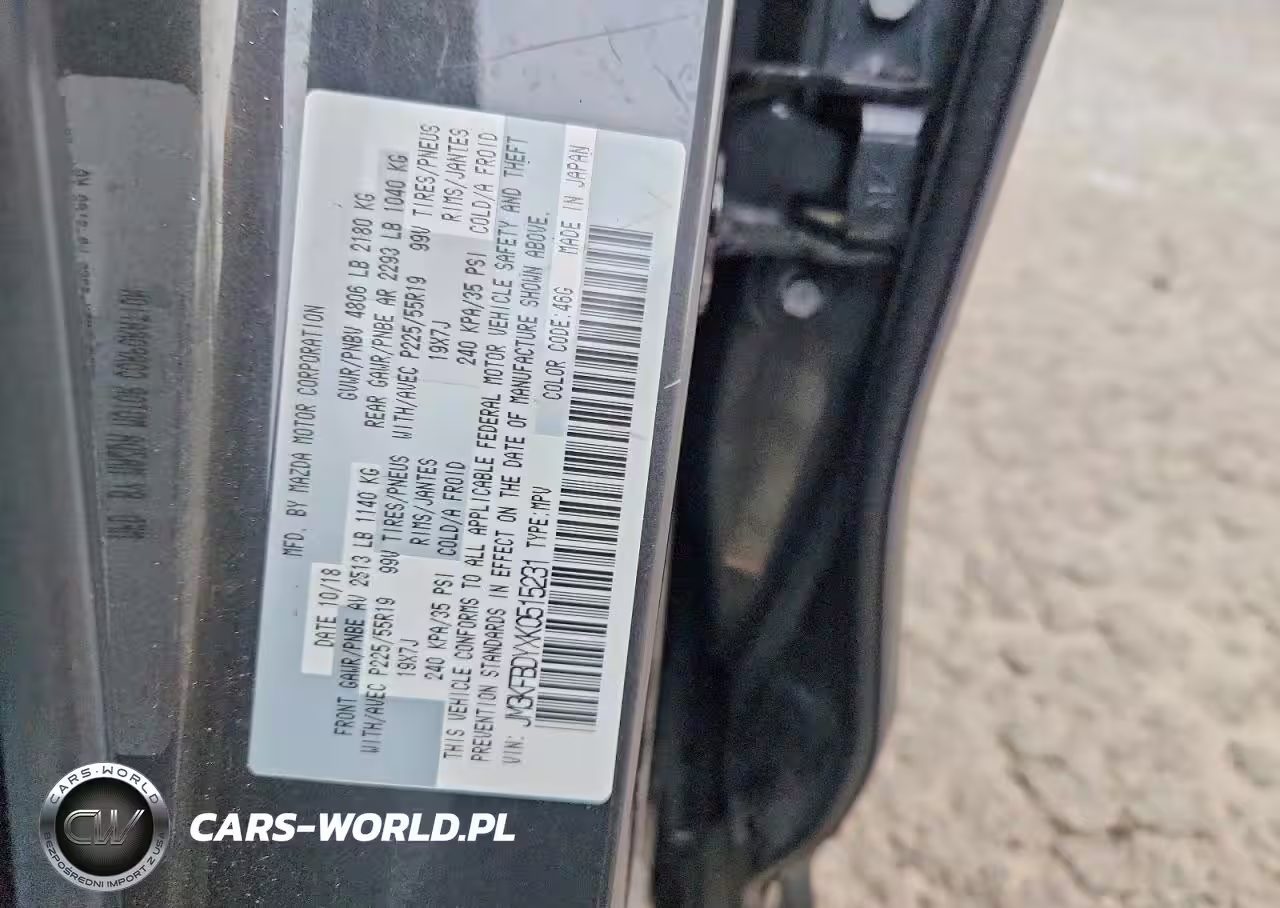 MFD. BY MAZDA MOTOR CORPORATION
DATE 10/18
GVWR/PNBV 4806 LB 2180 KG
FRONT GAWR/PNBE AV 2513 LB 1140 KG
REAR GAWR/PNBE AR 2293 LB 1040 KG
WITH/AVEC P225/55R19 99V TIRES/PNEUS
WITH/AVEC P225/55R19 99V TIRES/PNEUS
19X7J RIMS/JANTES
19X7J RIMS/JANTES
240 KPA/35 PSI COLD/A FROID
240 KPA/35 PSI COLD/A FROID
THIS VEHICLE CONFORMS TO ALL APPLICABLE FEDERAL MOTOR VEHICLE SAFETY AND THEFT
PREVENTION STANDARDS IN EFFECT ON THE DATE OF MANUFACTURE SHOWN ABOVE.
VIN: JM3KFBDYXK0515231 TYPE:MPV COLOR CODE:46G MADE IN JAPAN
CARS-WORLD
CW
BEZPOŚREDNI IMPORT Z USA
CARS-WORLD.PL